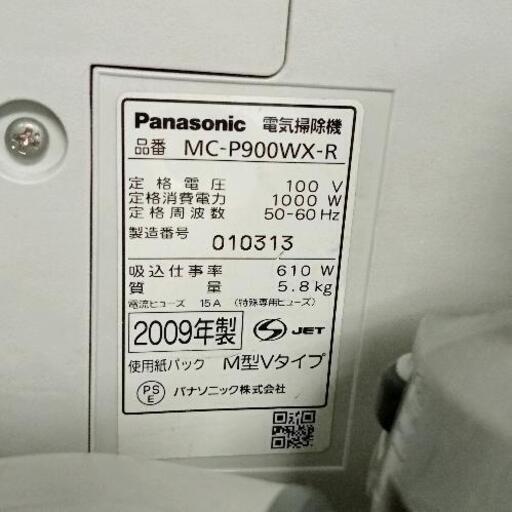 Panasonic 電気掃除機
品番 MC-P900WX-R
定格電圧 100 V
定格消費電力 1000 W
定格周波数 50-60 Hz
製造番号 010313
吸込仕事率 610 W
質量 5.8 kg
電流ヒューズ 15A (特殊専用ヒューズ)
2009年製 JET
使用紙パック M型Vタイプ
PSE パナソニック株式会社